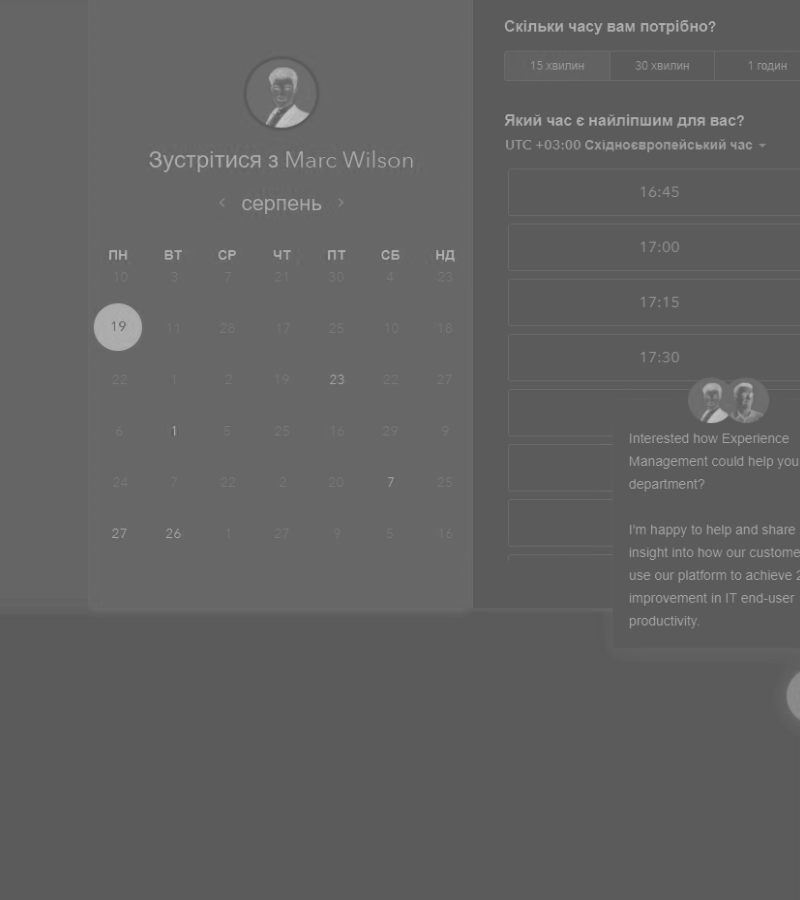 Зустрітися з Marc Wilson
серпень
ПН ВТ СР ЧТ ПТ СБ НД
10 3 7 21 30 4 23
19 11 28 17 25 10 18
22 1 2 19 23 22 27
6 1 5 25 16 29 9
24 7 22 2 20 7 25
27 26 1 27 9 5 16
Скільки часу вам потрібно?
15 хвилин 30 хвилин 1 годин
Який час є найліпшим для вас?
UTC +03:00 Східноєвропейський час
16:45
17:00
17:15
17:30
Interested how Experience
Management could help you
department?
I'm happy to help and share
insight into how our custome
use our platform to achieve 2
improvement in IT end-user
productivity.